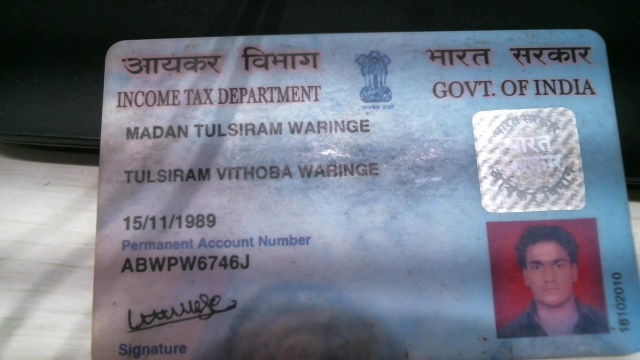 आयकर विभाग
भारत सरकार
INCOME TAX DEPARTMENT
GOVT. OF INDIA
MADAN TULSIRAM WARINGE
TULSIRAM VITHOBA WARINGE
15/11/1989
Permanent Account Number
ABWPW6746J
Signature
18102010